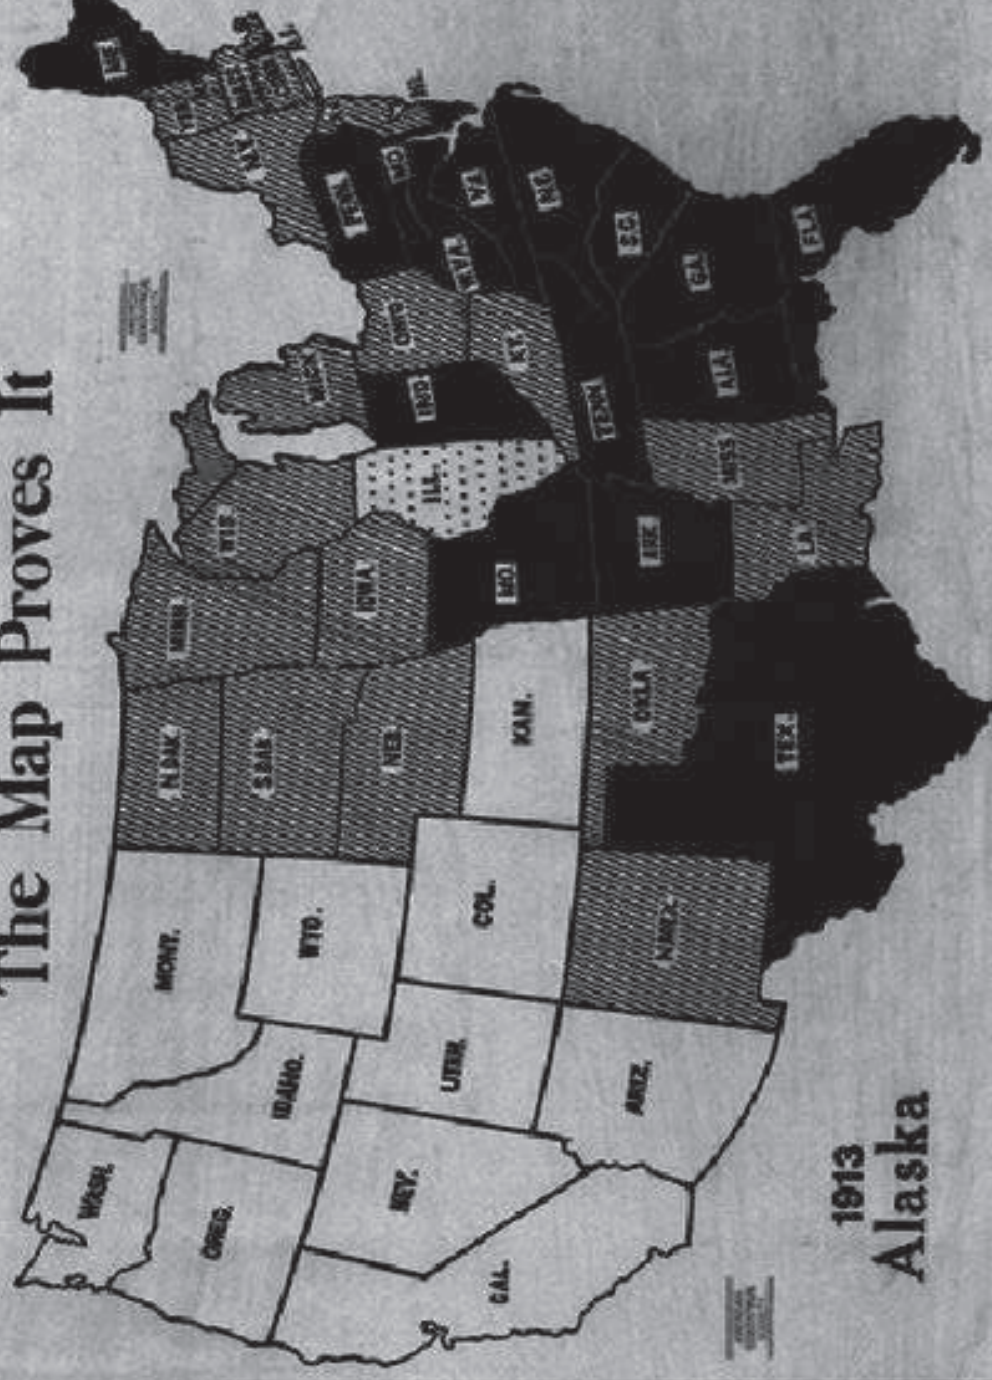 The Map Proves It
WASH.
OREG.
CAL.
NEV.
IDAHO.
MONT.
WYO.
UTAH.
ARIZ.
COL.
N.MEX.
N.DAK.
S.DAK.
NEB.
KAN.
OKLA.
TEX.
MINN.
IOWA
MO.
ARK.
LA.
WIS.
ILL.
MICH.
IND.
OHIO
KY.
TENN.
MISS.
ALA.
GA.
FLA.
S.C.
N.C.
VA.
W.VA.
MD.
PENN.
N.Y.
ME.
1913
Alaska